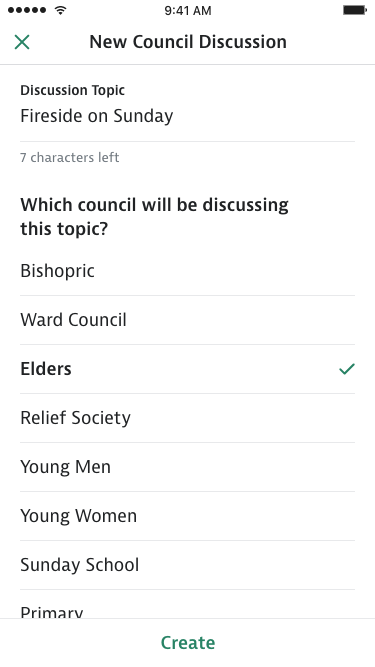 9:41 AM
New Council Discussion
Discussion Topic
Fireside on Sunday
7 characters left
Which council will be discussing
this topic?
Bishopric
Ward Council
Elders
Relief Society
Young Men
Young Women
Sunday School
Primary
Create